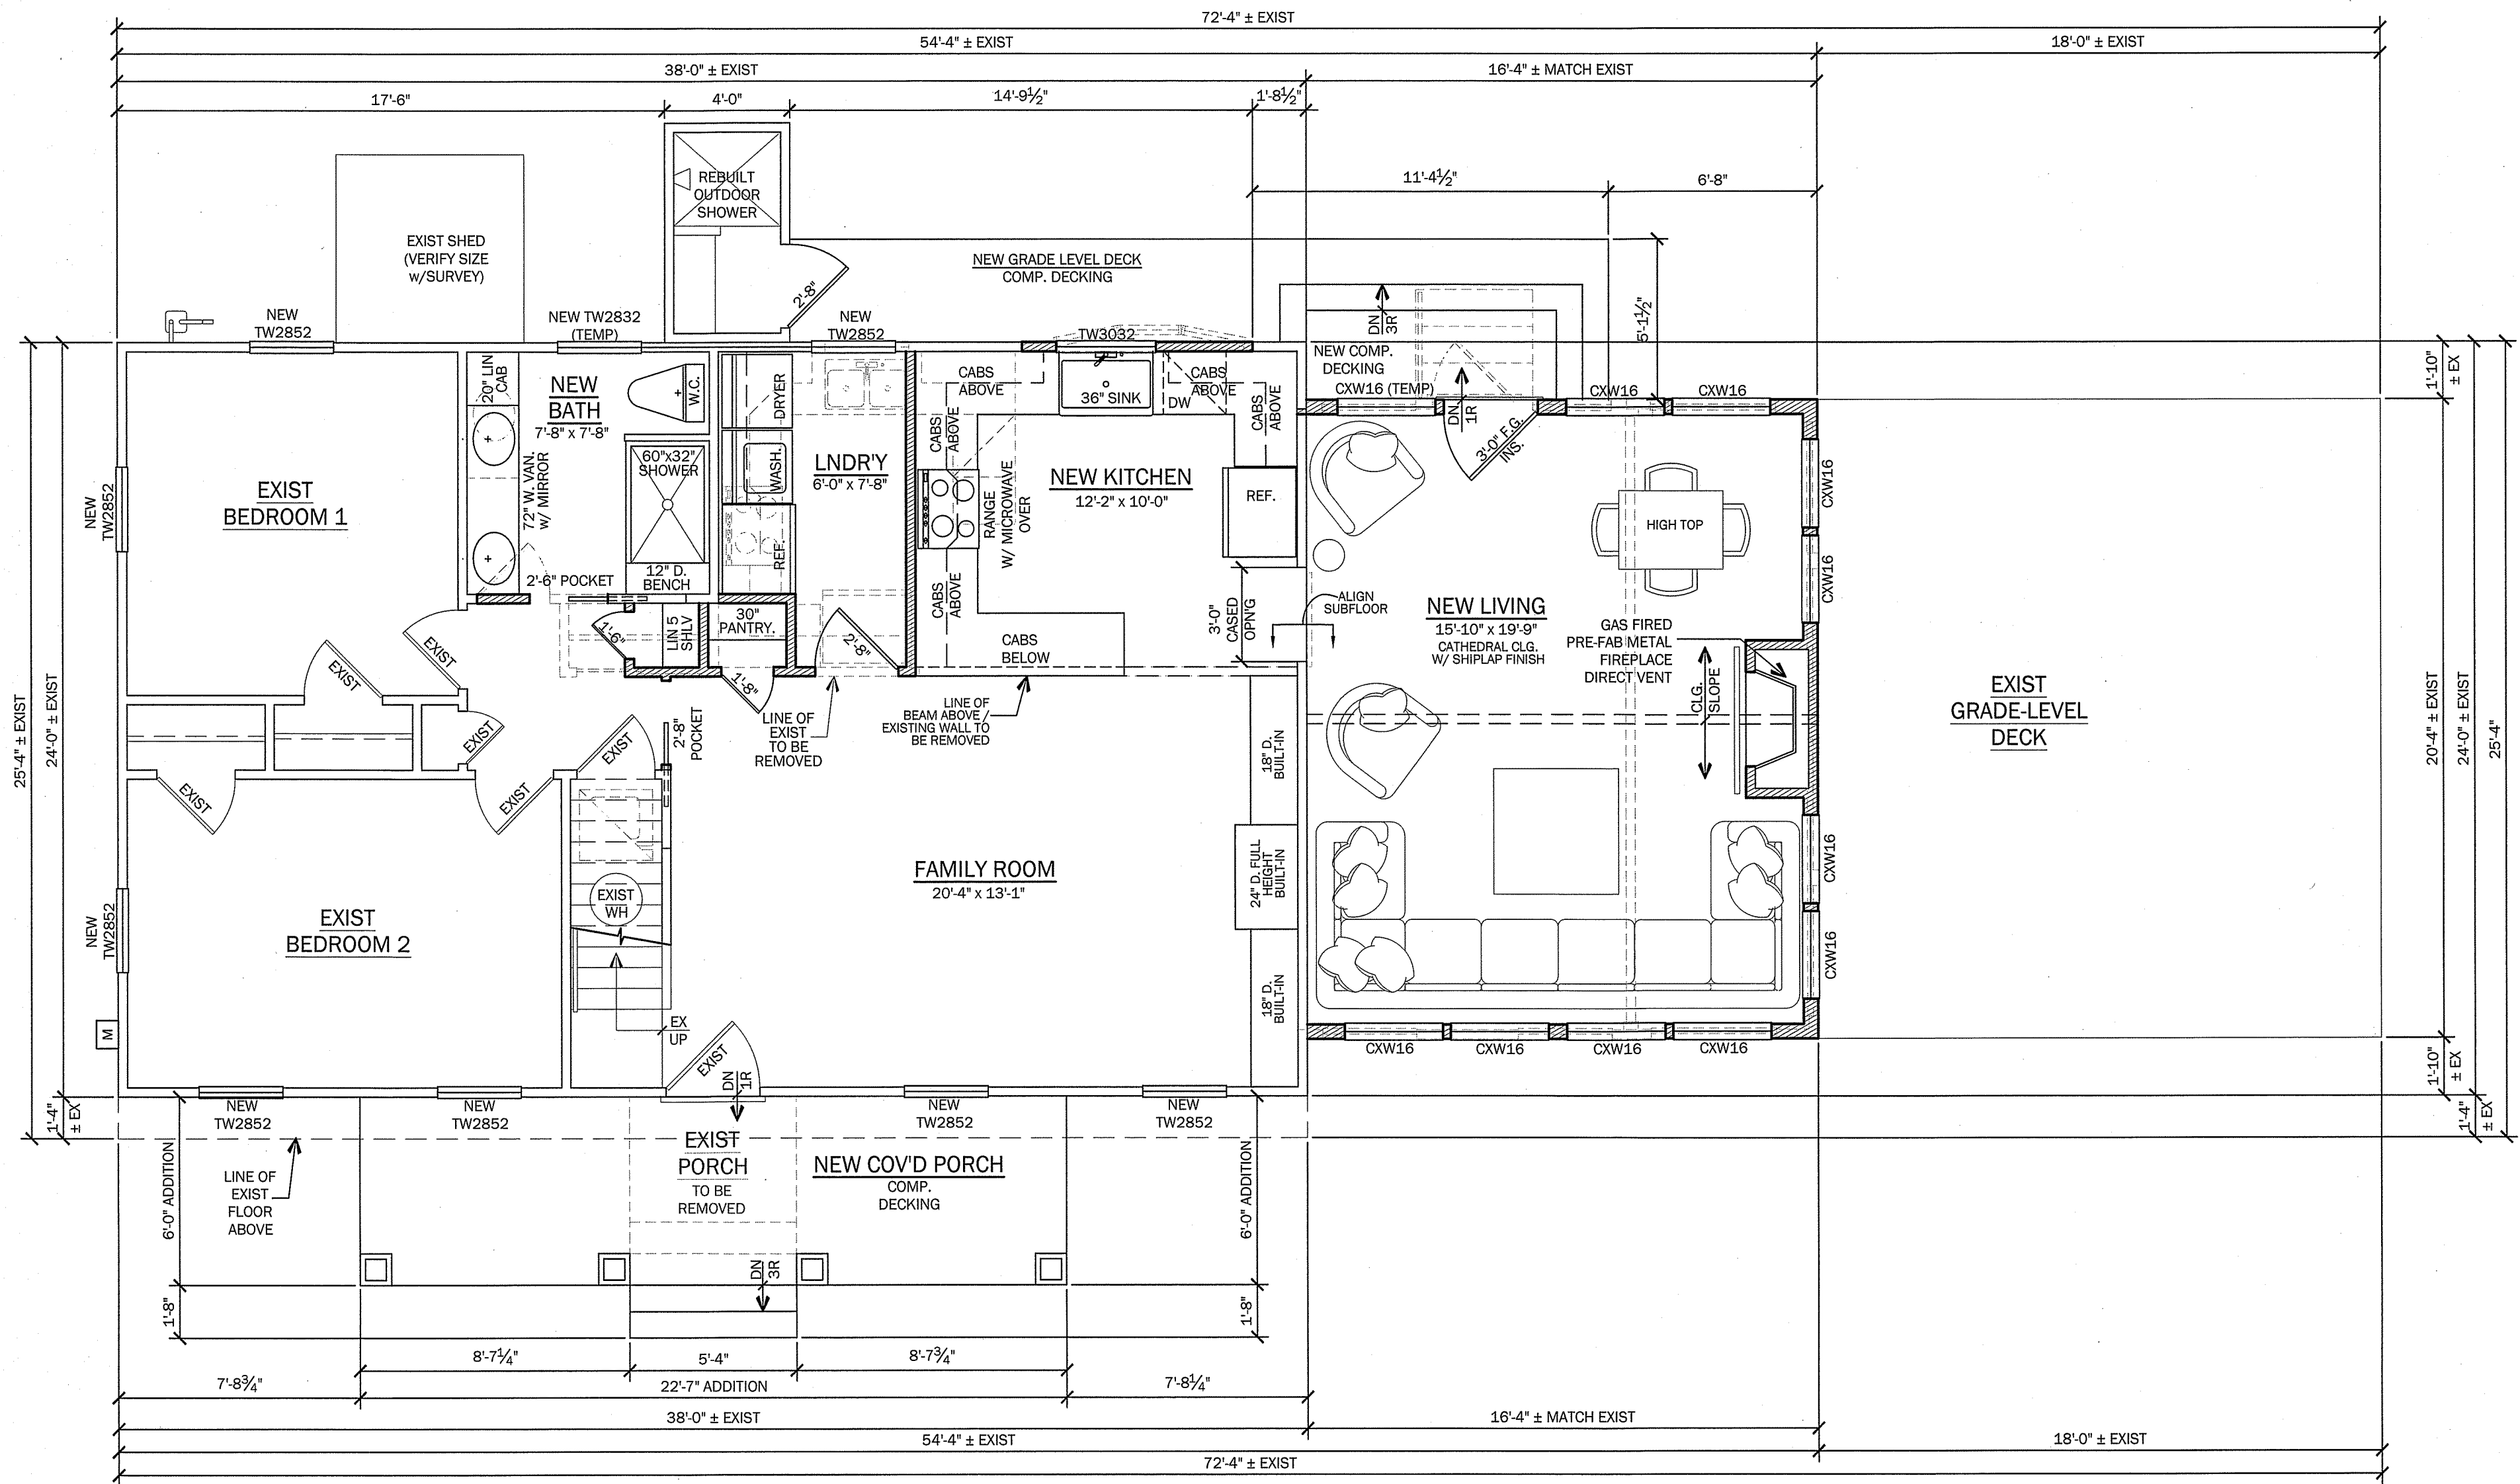 72'-4" ± EXIST
54'-4" ± EXIST
18'-0" ± EXIST
38'-0" ± EXIST
16'-4" ± MATCH EXIST
17'-6"
4'-0"
14'-9½"
1'-8½"
11'-4½"
6'-8"
REBUILT
OUTDOOR
SHOWER
2'-8"
EXIST SHED
(VERIFY SIZE
w/SURVEY)
NEW GRADE LEVEL DECK
COMP. DECKING
DN
3R
5'-1½"
NEW
TW2852
NEW TW2832
(TEMP)
NEW
TW2852
TW3032
NEW COMP.
DECKING
CXW16 (TEMP)
DN
1R
CXW16
CXW16
1'-10"
± EX
20" LIN
CAB
NEW
BATH
7'-8" x 7'-8"
W.C.
DRYER
CABS
ABOVE
36" SINK
DW
CABS
ABOVE
CABS
ABOVE
CABS
ABOVE
3'-0" F.G.
INS.
60"x32"
SHOWER
WASH.
LNDR'Y
6'-0" x 7'-8"
NEW KITCHEN
12'-2" x 10'-0"
REF.
HIGH TOP
CXW16
CXW16
EXIST
BEDROOM 1
NEW
TW2852
72" W. VAN.
w/ MIRROR
RANGE
W/ MICROWAVE
OVER
REF.
2'-6" POCKET
12" D.
BENCH
CABS
ABOVE
1'-6"
LIN 5
SHLV
30"
PANTRY.
2'-8"
CABS
BELOW
3'-0"
CASED
OPN'G
ALIGN
SUBFLOOR
NEW LIVING
15'-10" x 19'-9"
CATHEDRAL CLG.
W/ SHIPLAP FINISH
GAS FIRED
PRE-FAB METAL
FIREPLACE
DIRECT VENT
CLG.
SLOPE
EXIST
GRADE-LEVEL
DECK
25'-4" ± EXIST
24'-0" ± EXIST
20'-4" ± EXIST
24'-0" ± EXIST
25'-4"
EXIST
EXIST
EXIST
EXIST
EXIST
EXIST
1'-8"
2'-8"
POCKET
LINE OF
EXIST
TO BE
REMOVED
LINE OF
BEAM ABOVE /
EXISTING WALL TO
BE REMOVED
18" D.
BUILT-IN
24" D. FULL
HEIGHT
BUILT-IN
18" D.
BUILT-IN
EXIST
BEDROOM 2
NEW
TW2852
EXIST
WH
FAMILY ROOM
20'-4" x 13'-1"
CXW16
CXW16
M
EX
UP
EXIST
DN
1R
CXW16
CXW16
CXW16
CXW16
1'-10"
± EX
1'-4"
± EX
1'-4"
± EX
NEW
TW2852
NEW
TW2852
NEW
TW2852
NEW
TW2852
EXIST
PORCH
TO BE
REMOVED
NEW COV'D PORCH
COMP.
DECKING
LINE OF
EXIST
FLOOR
ABOVE
6'-0" ADDITION
6'-0" ADDITION
DN
3R
1'-8"
1'-8"
8'-7¼"
5'-4"
8'-7¾"
7'-8¾"
22'-7" ADDITION
7'-8¼"
38'-0" ± EXIST
16'-4" ± MATCH EXIST
54'-4" ± EXIST
18'-0" ± EXIST
72'-4" ± EXIST